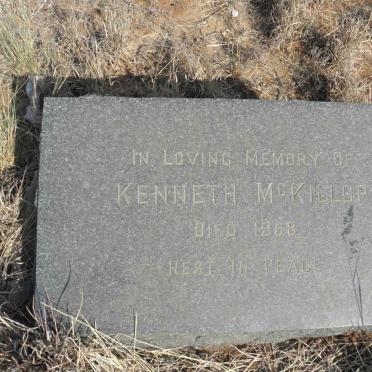 In Loving Memory Of
Kenneth McKillop
Died 1968
Rest In Peace